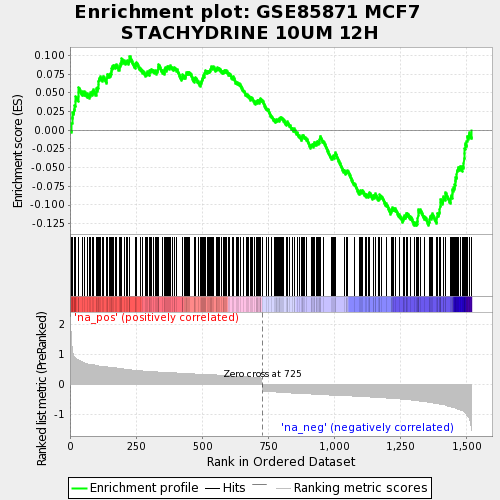 Enrichment plot: GSE85871 MCF7
STACHYDRINE 10UM 12H
Enrichment score (ES)
0.100
0.075
0.050
0.025
0.000
-0.025
-0.050
-0.075
-0.100
-0.125
'na_pos' (positively correlated)
Ranked list metric (PreRanked)
2
1
0
-1
Zero cross at 725
'na_neg' (negatively correlated)
0
250
500
750
1,000
1,250
1,500
Rank in Ordered Dataset
Enrichment profile
Hits
Ranking metric scores